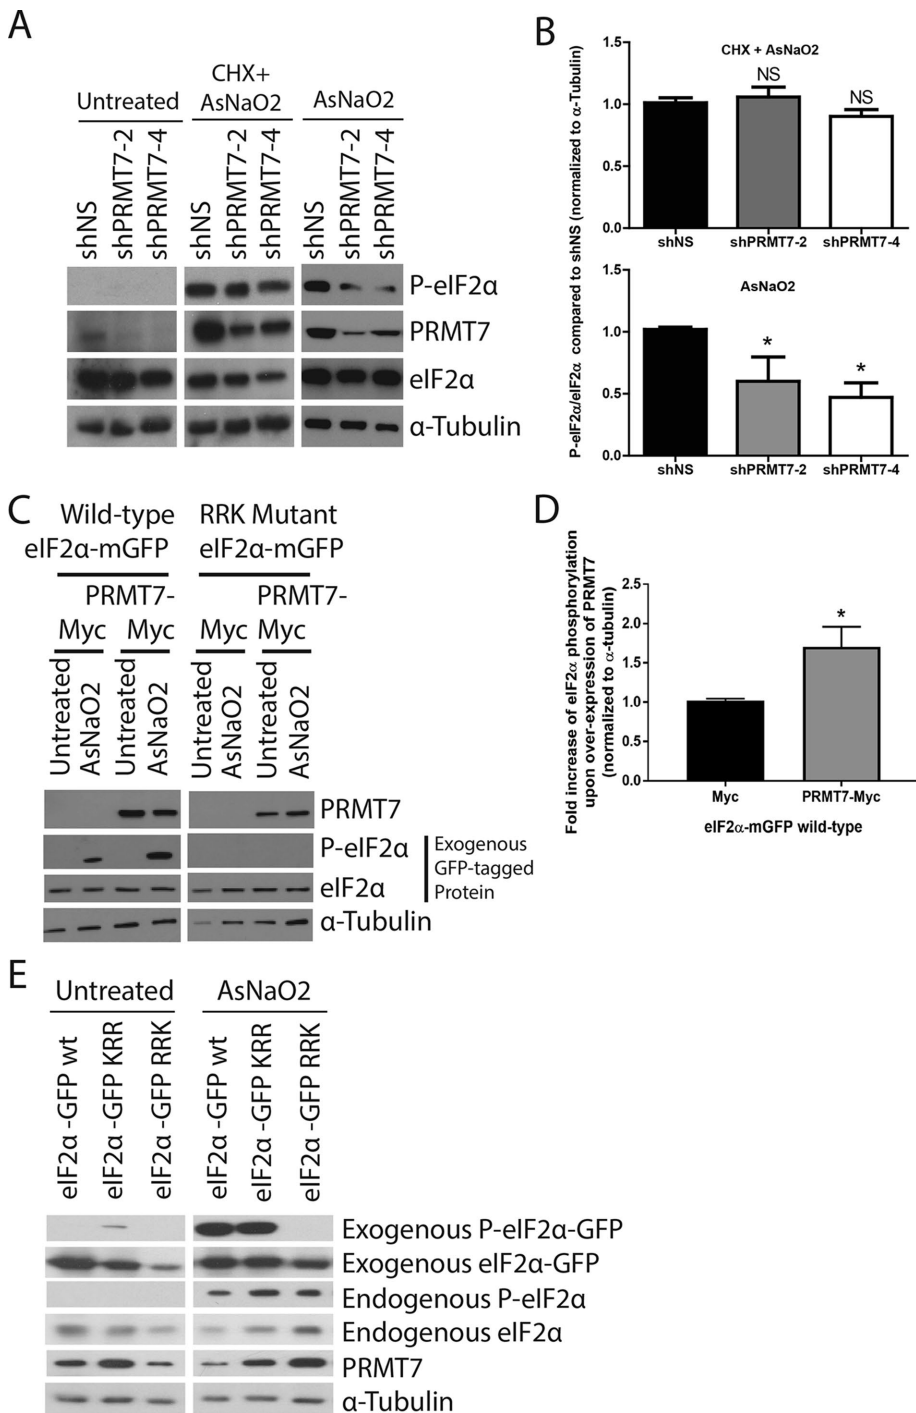 A
Untreated
CHX+
AsNaO2
AsNaO2
shNS
shPRMT7-2
shPRMT7-4
shNS
shPRMT7-2
shPRMT7-4
shNS
shPRMT7-2
shPRMT7-4
P-eIF2α
PRMT7
eIF2α
α-Tubulin
B
P-eIF2α/eIF2α compared to shNS (normalized to α-Tubulin)
CHX + AsNaO2
1.5
1.0
0.5
0.0
NS
NS
shNS
shPRMT7-2
shPRMT7-4
AsNaO2
1.5
1.0
0.5
0.0
*
*
shNS
shPRMT7-2
shPRMT7-4
C
Wild-type
eIF2α-mGFP
RRK Mutant
eIF2α-mGFP
PRMT7-
Myc Myc
PRMT7-
Myc Myc
Untreated
AsNaO2
Untreated
AsNaO2
Untreated
AsNaO2
Untreated
AsNaO2
PRMT7
P-eIF2α
eIF2α
α-Tubulin
Exogenous
GFP-tagged
Protein
D
Fold increase of eIF2α phosphorylation
upon over-expression of PRMT7
(normalized to α-tubulin)
2.5
2.0
1.5
1.0
0.5
0.0
*
Myc
PRMT7-Myc
eIF2α-mGFP wild-type
E
Untreated
AsNaO2
eIF2α-GFP wt
eIF2α-GFP KRR
eIF2α-GFP RRK
eIF2α-GFP wt
eIF2α-GFP KRR
eIF2α-GFP RRK
Exogenous P-eIF2α-GFP
Exogenous eIF2α-GFP
Endogenous P-eIF2α
Endogenous eIF2α
PRMT7
α-Tubulin